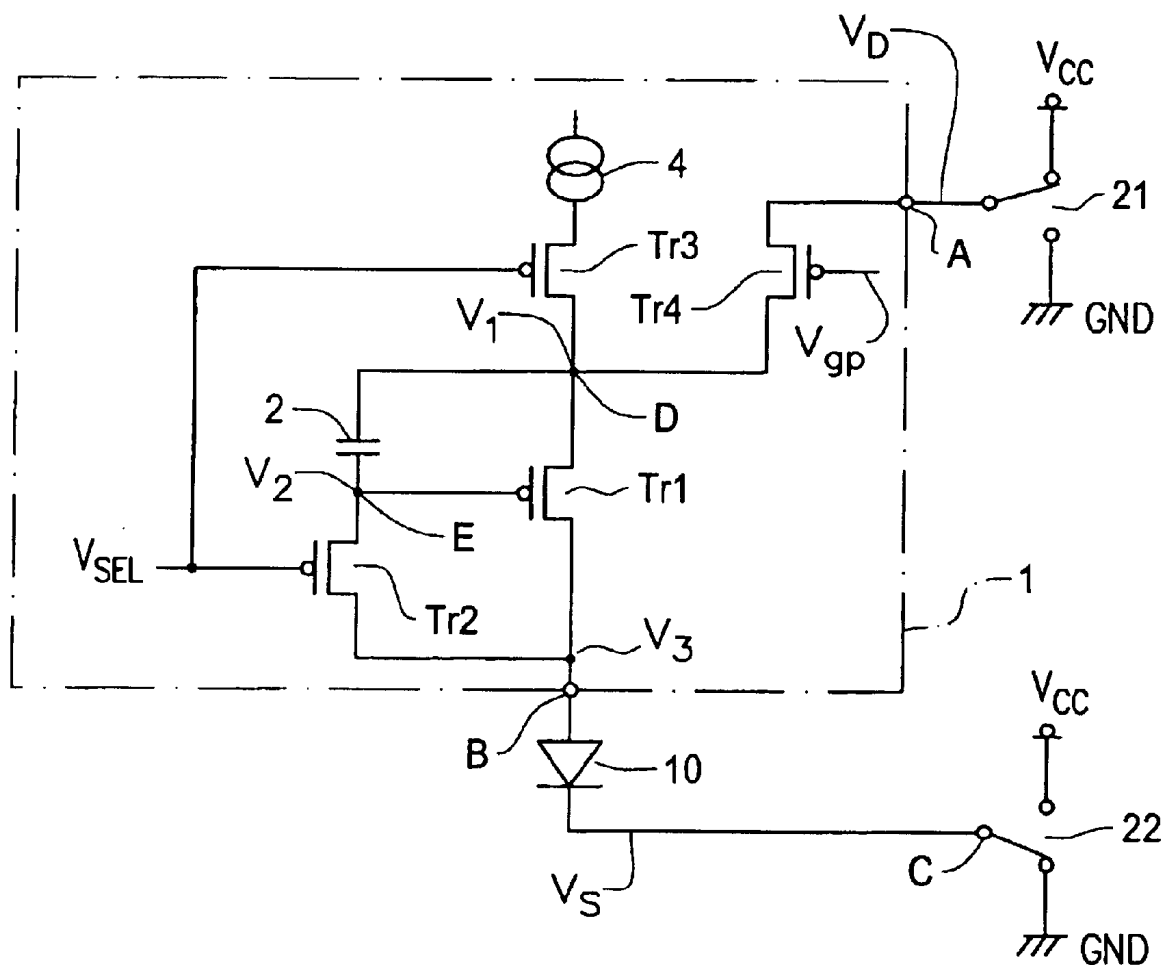 V_D
V_CC
4
21
Tr3
A
Tr4
V_1
V_gp
GND
2
D
V_2
Tr1
E
V_SEL
1
Tr2
V_3
V_CC
B
10
22
C
V_S
GND